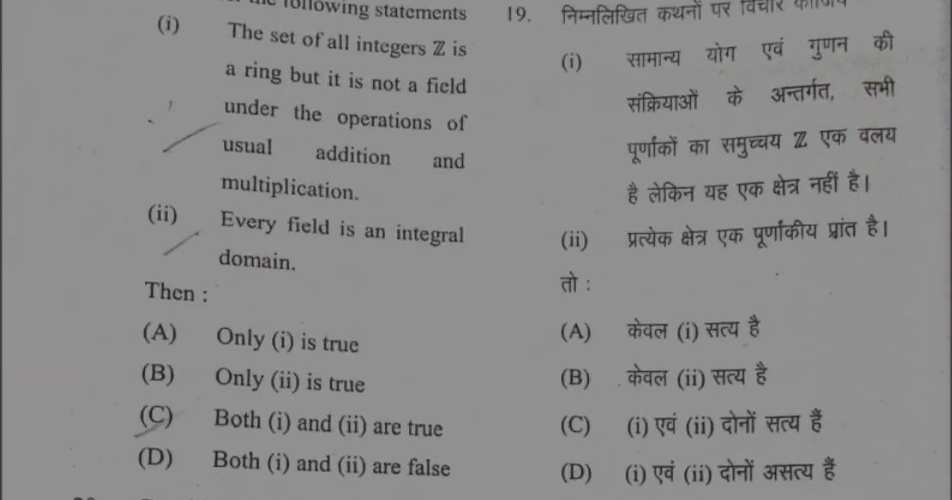 following statements
(i) The set of all integers ℤ is
a ring but it is not a field
under the operations of
usual addition and
multiplication.
(ii) Every field is an integral
domain.
Then :
(A) Only (i) is true
(B) Only (ii) is true
(C) Both (i) and (ii) are true
(D) Both (i) and (ii) are false
19. निम्नलिखित कथनों पर विचार कीजिये
(i) सामान्य योग एवं गुणन की
संक्रियाओं के अन्तर्गत, सभी
पूर्णांकों का समुच्चय ℤ एक वलय
है लेकिन यह एक क्षेत्र नहीं है।
(ii) प्रत्येक क्षेत्र एक पूर्णांकीय प्रांत है।
तो :
(A) केवल (i) सत्य है
(B) केवल (ii) सत्य है
(C) (i) एवं (ii) दोनों सत्य हैं
(D) (i) एवं (ii) दोनों असत्य हैं